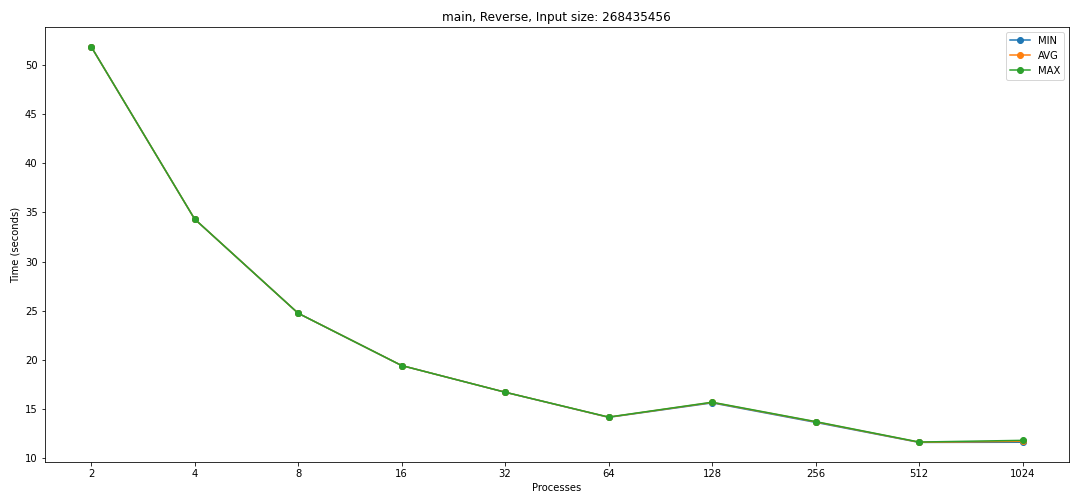 main, Reverse, Input size: 268435456
MIN
AVG
MAX
Time (seconds)
50
45
40
35
30
25
20
15
10
2 4 8 16 32 64 128 256 512 1024
Processes